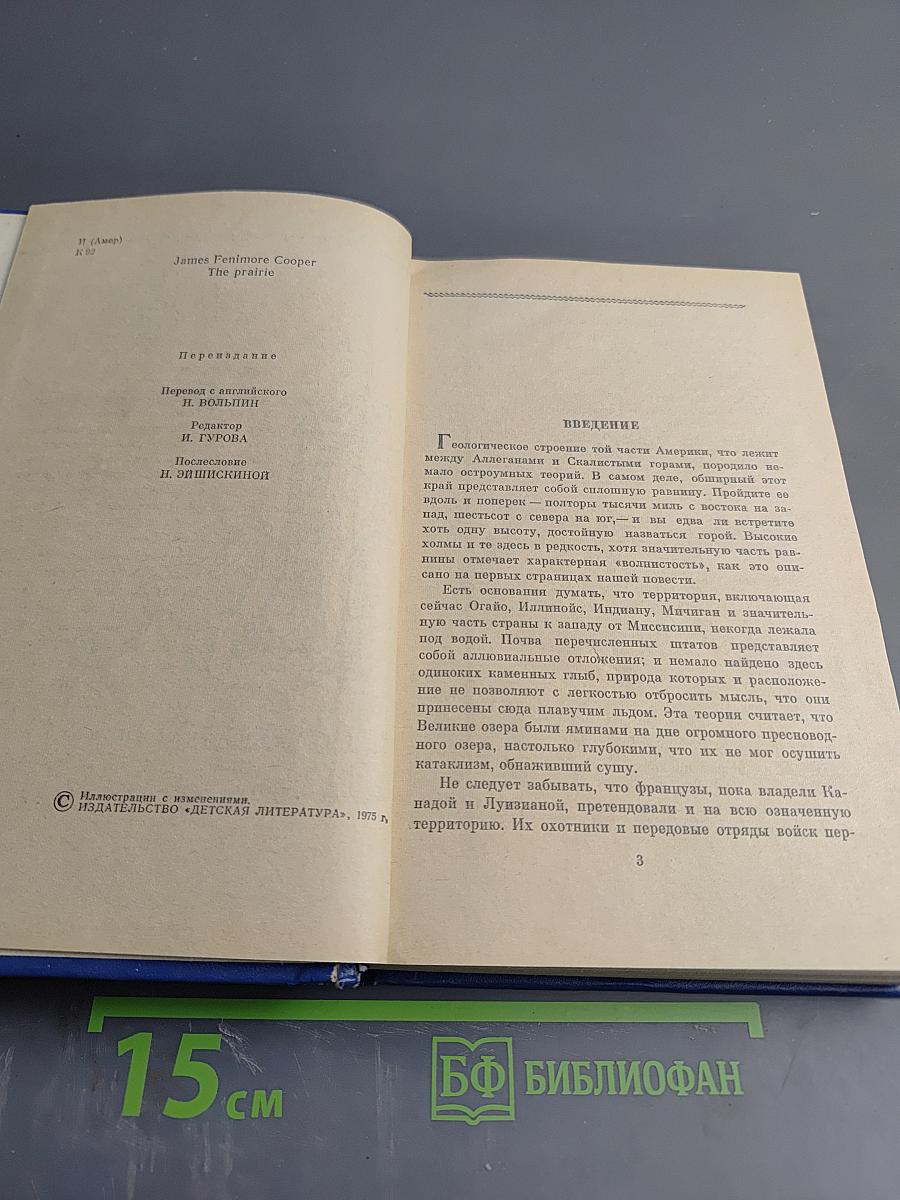 И (Амер)
К 92
James Fenimore Cooper
The prairie
Переиздание
Перевод с английского
Н. ВОЛЬПИН
Редактор
И. ГУРОВА
Послесловие
Н. ЭЙШИСКИНОЙ
© Иллюстрации с изменениями.
ИЗДАТЕЛЬСТВО «ДЕТСКАЯ ЛИТЕРАТУРА», 1975 г.
ВВЕДЕНИЕ
Геологическое строение той части Америки, что лежит
между Аллеганами и Скалистыми горами, породило не-
мало остроумных теорий. В самом деле, обширный этот
край представляет собой сплошную равнину. Пройдите ее
вдоль и поперек — полторы тысячи миль с востока на за-
пад, шестьсот с севера на юг,— и вы едва ли встретите
хоть одну высоту, достойную назваться горой. Высокие
холмы и те здесь в редкость, хотя значительную часть рав-
нины отмечает характерная «волнистость», как это опи-
сано на первых страницах нашей повести.
Есть основания думать, что территория, включающая
сейчас Огайо, Иллинойс, Индиану, Мичиган и значитель-
ную часть страны к западу от Миссисипи, некогда лежала
под водой. Почва перечисленных штатов представляет
собой аллювиальные отложения; и немало найдено здесь
одиноких каменных глыб, природа которых и расположе-
ние не позволяют с легкостью отбросить мысль, что они
принесены сюда плавучим льдом. Эта теория считает, что
Великие озера были яминами на дне огромного пресновод-
ного озера, настолько глубокими, что их не мог осушить
катаклизм, обнаживший сушу.
Не следует забывать, что французы, пока владели Ка-
надой и Луизианой, претендовали и на всю означенную
территорию. Их охотники и передовые отряды войск пер-
3
15 см
БФ БИБЛИОФАН